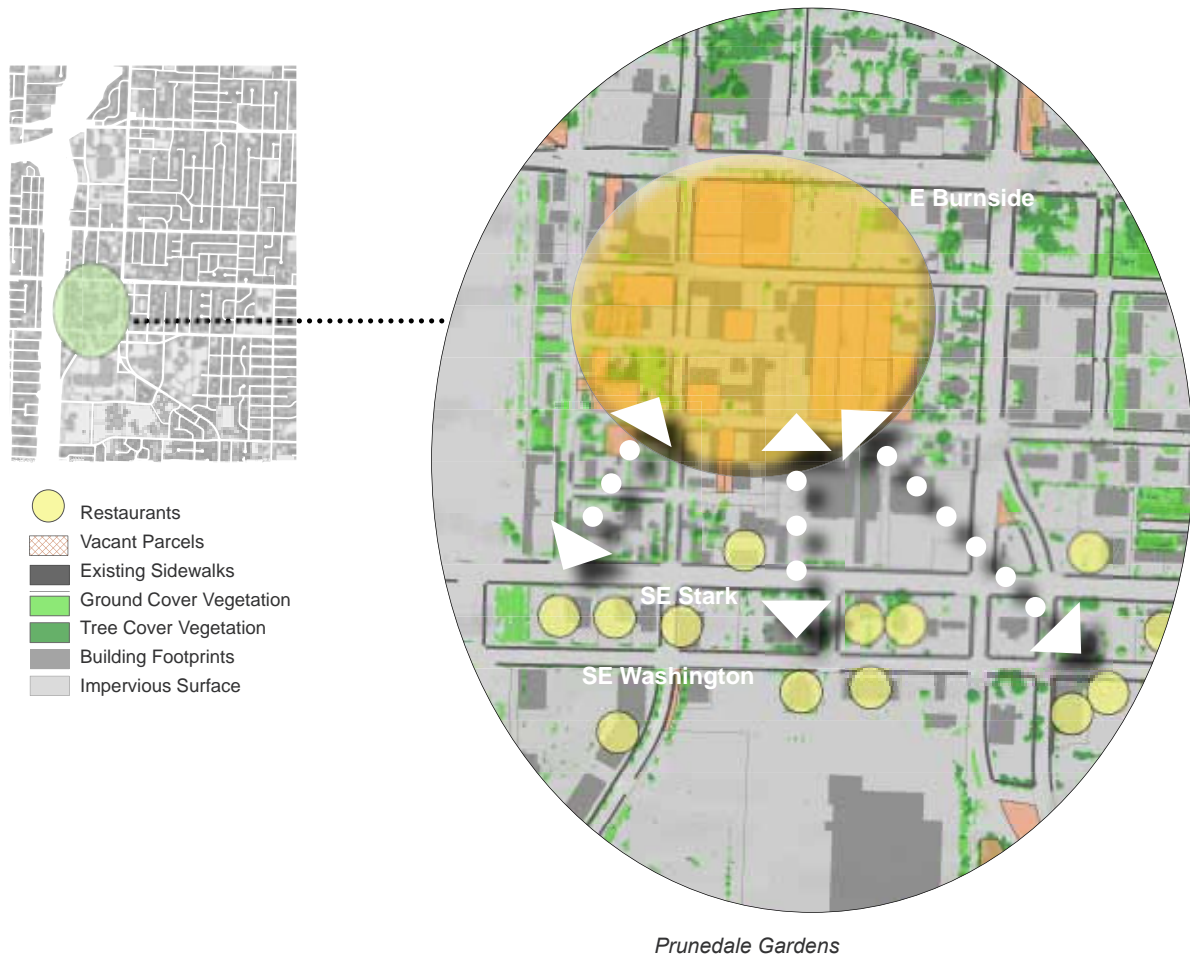 E Burnside
Restaurants
Vacant Parcels
Existing Sidewalks
Ground Cover Vegetation
Tree Cover Vegetation
Building Footprints
Impervious Surface
SE Stark
SE Washington
Prunedale Gardens